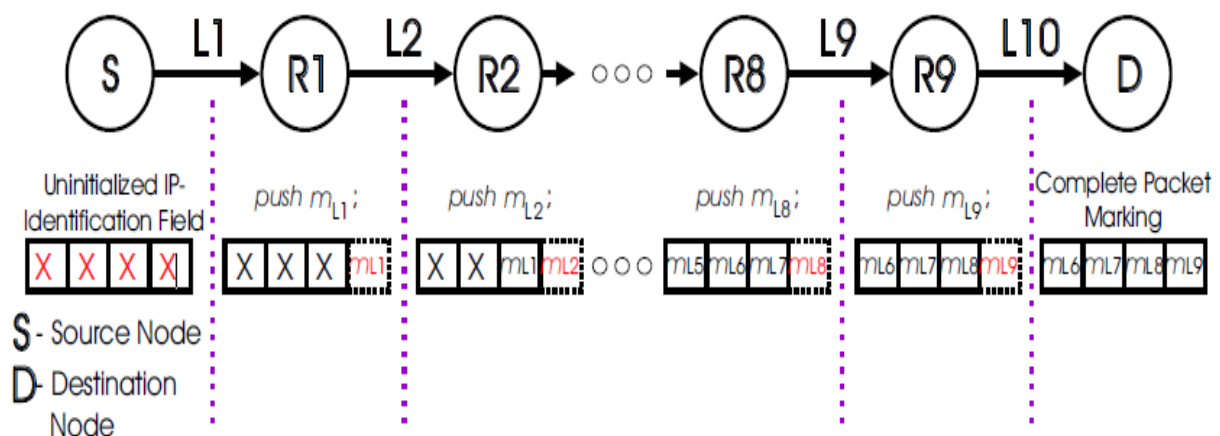 L1 L2 L9 L10
S R1 R2 R8 R9 D
Uninitialized IP-
Identification Field
push mL1;
push mL2;
push mL8;
push mL9;
Complete Packet
Marking
X X X X
X X X mL1
X X mL1 mL2
mL5 mL6 mL7 mL8
mL6 mL7 mL8 mL9
mL6 mL7 mL8 mL9
S - Source Node
D- Destination
Node